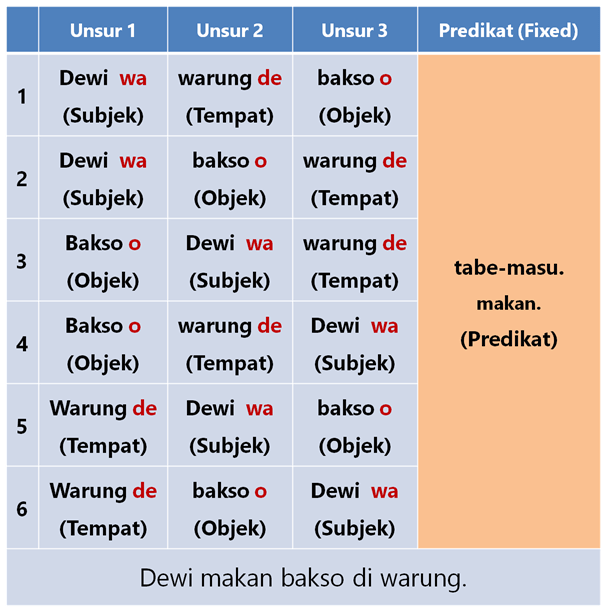 Unsur 1 Unsur 2 Unsur 3 Predikat (Fixed)
1 Dewi wa warung de bakso o
(Subjek) (Tempat) (Objek)
2 Dewi wa bakso o warung de
(Subjek) (Objek) (Tempat)
3 Bakso o Dewi wa warung de
(Objek) (Subjek) (Tempat)
tabe-masu.
makan.
(Predikat)
4 Bakso o warung de Dewi wa
(Objek) (Tempat) (Subjek)
5 Warung de Dewi wa bakso o
(Tempat) (Subjek) (Objek)
6 Warung de bakso o Dewi wa
(Tempat) (Objek) (Subjek)
Dewi makan bakso di warung.